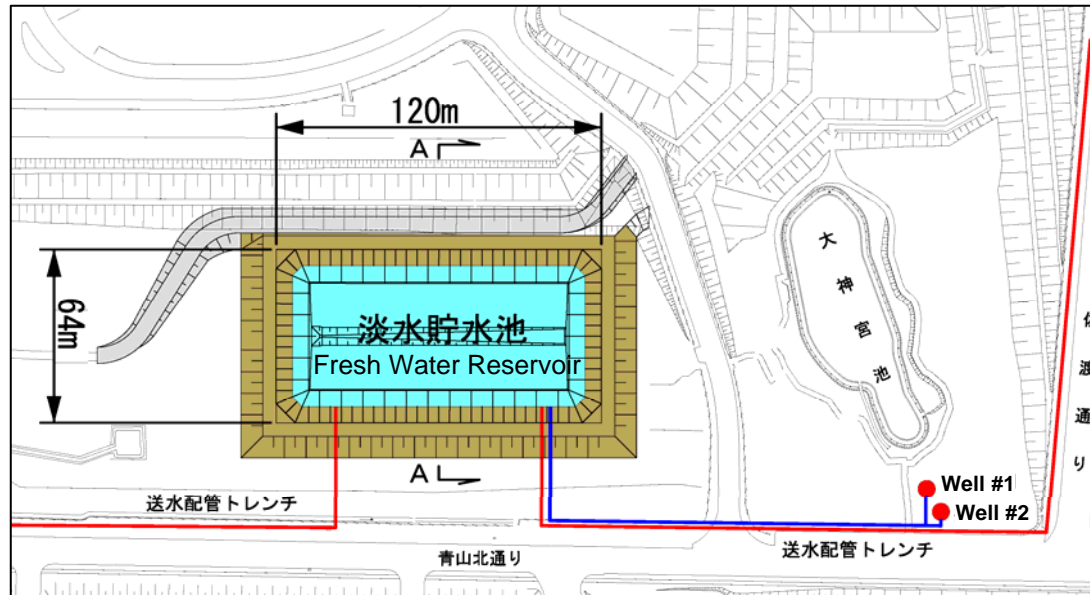 120m
A
大神宮池
64m
淡水貯水池
Fresh Water Reservoir
佐渡通り
A
Well #1
Well #2
送水配管トレンチ
送水配管トレンチ
青山北通り